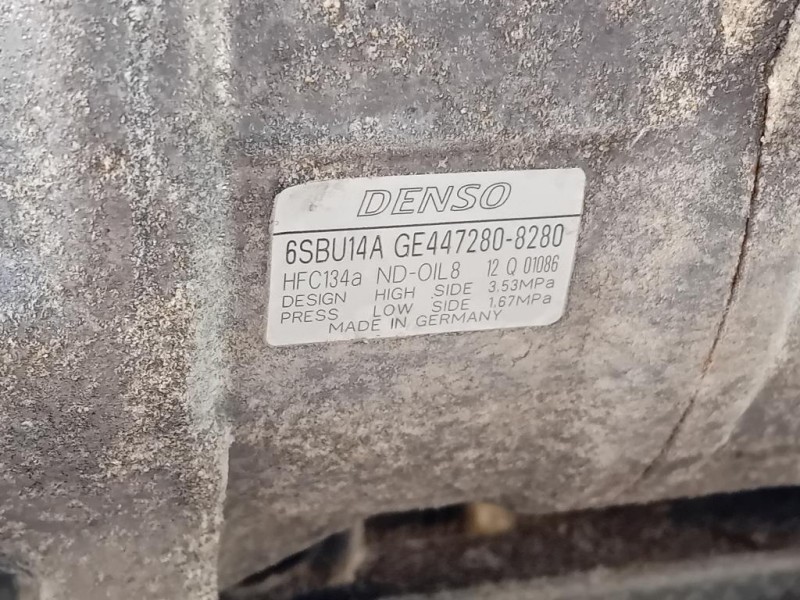 DENSO
6SBU14A GE447280-8280
HFC134a ND-OIL8 12 Q 01086
DESIGN HIGH SIDE 3.53MPa
PRESS LOW SIDE 1.67MPa
MADE IN GERMANY